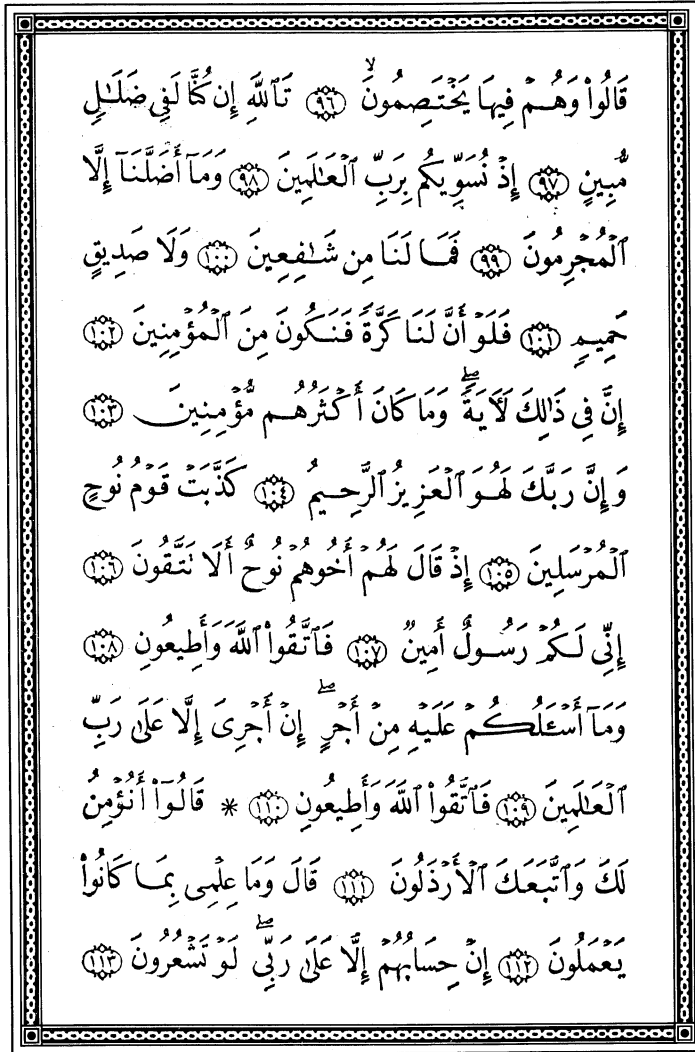 قَالُواْ وَهُمۡ فِيهَا يَخۡتَصِمُونَۙ ٩٦ تَٱللَّهِ إِن كُنَّا لَفِي ضَلَٰلٖ
مُّبِينٍ ٩٧ إِذۡ نُسَوِّيكُم بِرَبِّ ٱلۡعَٰلَمِينَ ٩٨ وَمَآ أَضَلَّنَآ إِلَّا
ٱلۡمُجۡرِمُونَ ٩٩ فَمَا لَنَا مِن شَٰفِعِينَ ١٠٠ وَلَا صَدِيقٍ
حَمِيمٖ ١٠١ فَلَوۡ أَنَّ لَنَا كَرَّةٗ فَنَكُونَ مِنَ ٱلۡمُؤۡمِنِينَ ١٠٢
إِنَّ فِي ذَٰلِكَ لَأٓيَةٗۖ وَمَا كَانَ أَكۡثَرُهُم مُّؤۡمِنِينَ ١٠٣
وَإِنَّ رَبَّكَ لَهُوَ ٱلۡعَزِيزُ ٱلرَّحِيمُ ١٠٤ كَذَّبَتۡ قَوۡمُ نُوحٍ
ٱلۡمُرۡسَلِينَ ١٠٥ إِذۡ قَالَ لَهُمۡ أَخُوهُمۡ نُوحٌ أَلَا تَتَّقُونَ ١٠٦
إِنِّي لَكُمۡ رَسُولٌ أَمِينٞ ١٠٧ فَٱتَّقُواْ ٱللَّهَ وَأَطِيعُونِ ١٠٨
وَمَآ أَسۡـَٔلُكُمۡ عَلَيۡهِ مِنۡ أَجۡرٍۖ إِنۡ أَجۡرِيَ إِلَّا عَلَىٰ رَبِّ
ٱلۡعَٰلَمِينَ ١٠٩ فَٱتَّقُواْ ٱللَّهَ وَأَطِيعُونِ ١١٠ * قَالُوٓاْ أَنُؤۡمِنُ
لَكَ وَٱتَّبَعَكَ ٱلۡأَرۡذَلُونَ ١١١ قَالَ وَمَا عِلۡمِي بِمَا كَانُواْ
يَعۡمَلُونَ ١١٢ إِنۡ حِسَابُهُمۡ إِلَّا عَلَىٰ رَبِّيۖ لَوۡ تَشۡعُرُونَ ١١٣